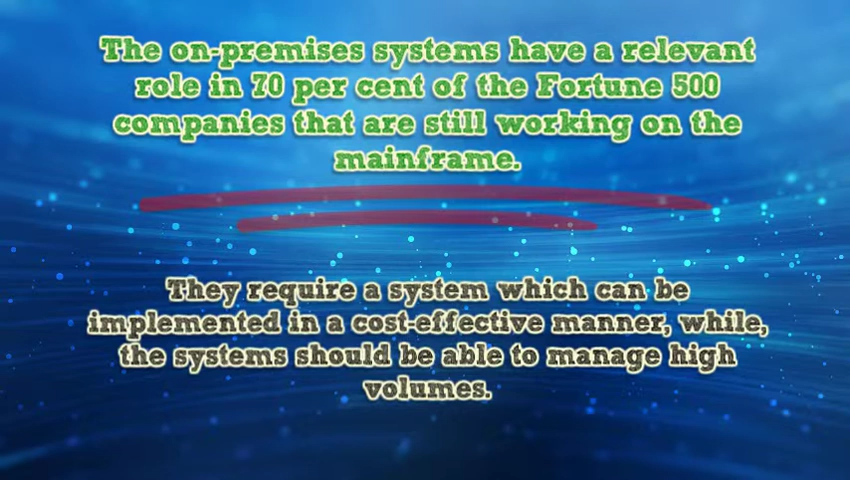 The on-premises systems have a relevant
role in 70 per cent of the Fortune 500
companies that are still working on the
mainframe.
They require a system which can be
implemented in a cost-effective manner, while,
the systems should be able to manage high
volumes.